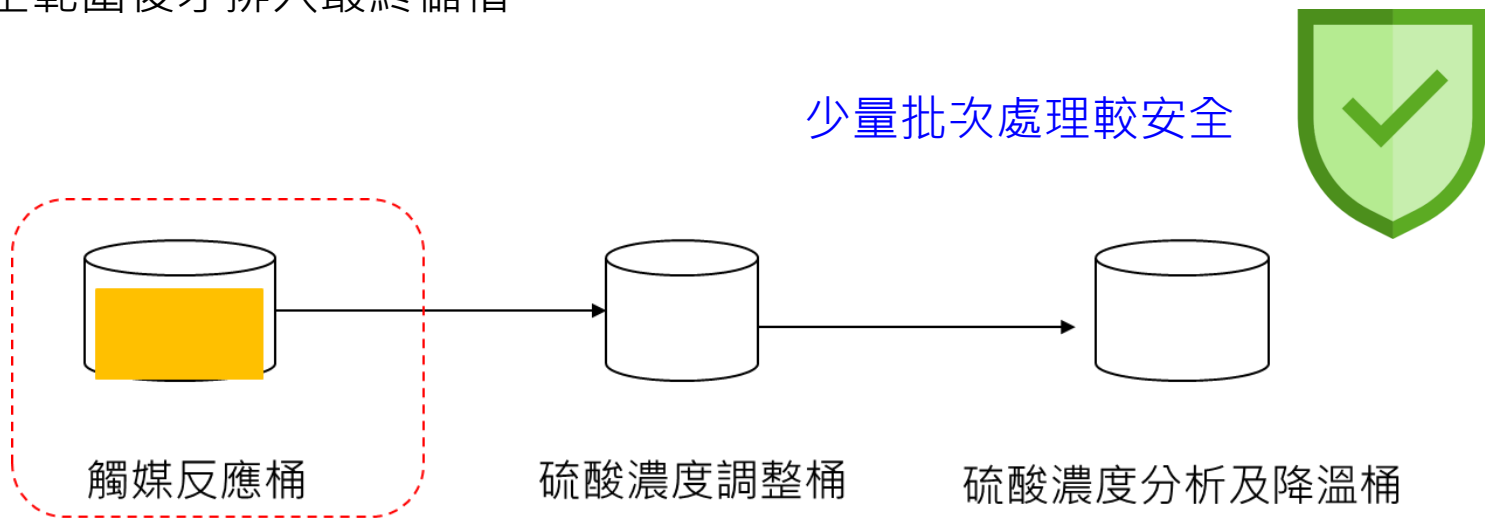 少量批次處理較安全
觸媒反應桶
硫酸濃度調整桶
硫酸濃度分析及降溫桶